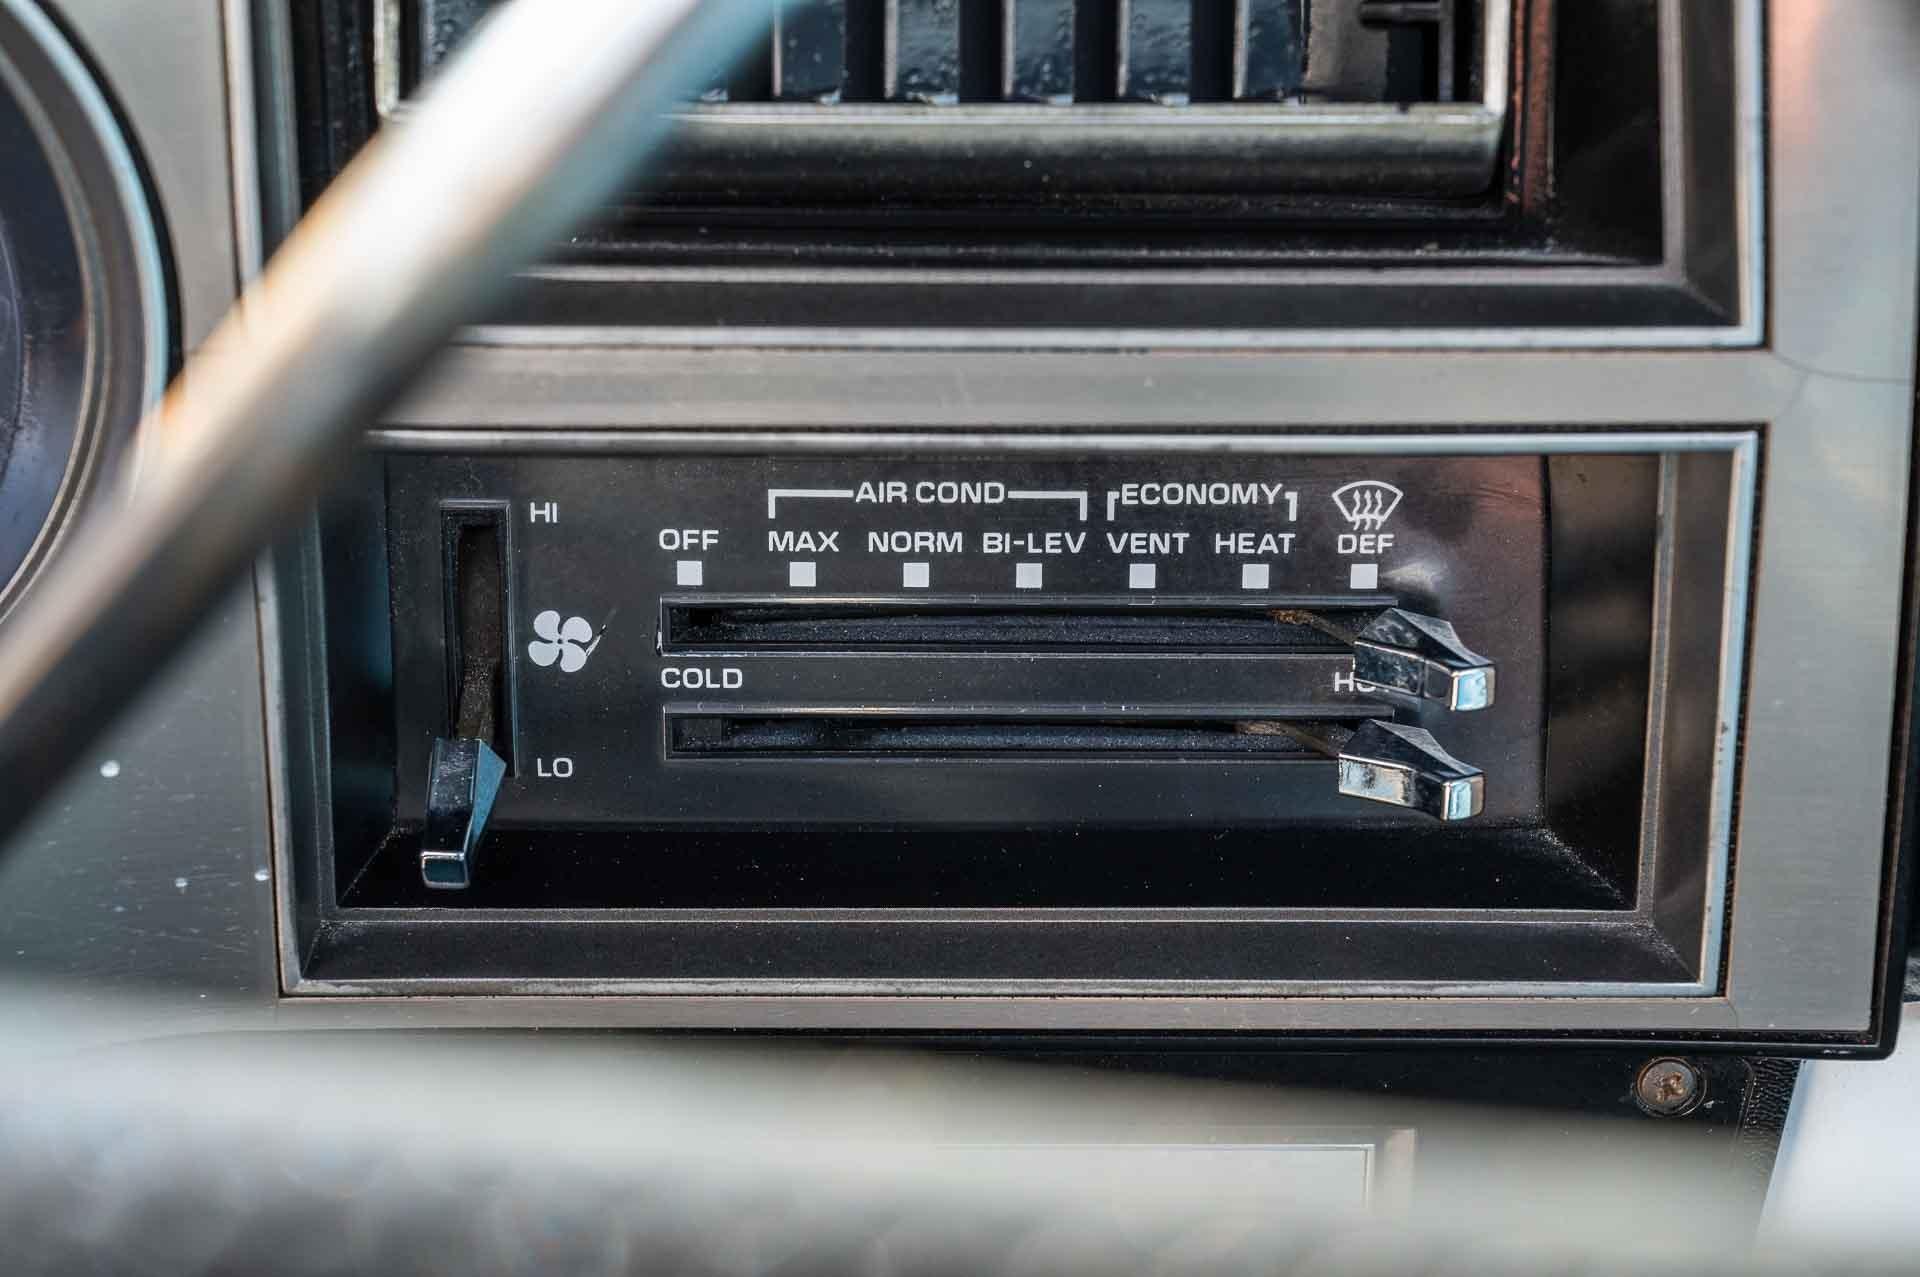 HI
AIR COND
ECONOMY
OFF MAX NORM BI-LEV VENT HEAT DEF
COLD
LO